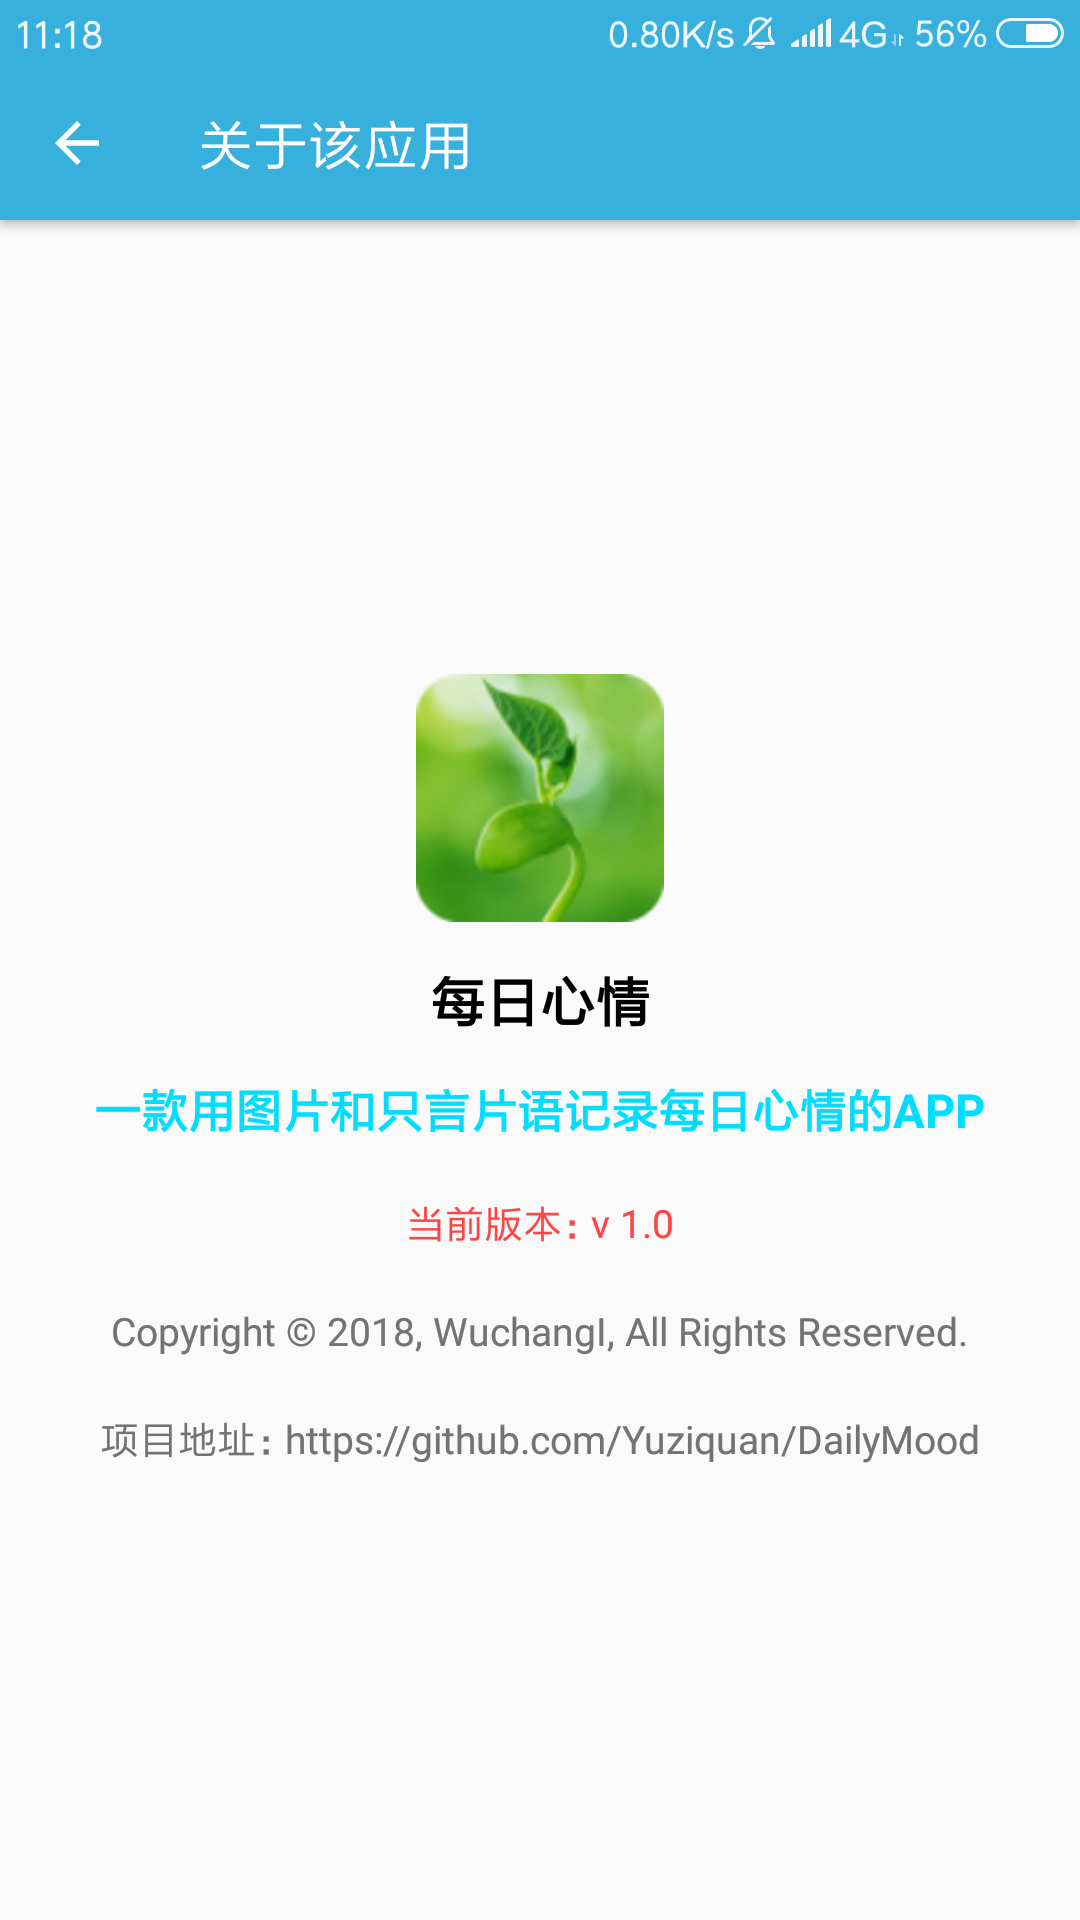 11:18 0.80K/s 4G 56%
关于该应用
每日心情
一款用图片和只言片语记录每日心情的APP
当前版本：v 1.0
Copyright © 2018, WuchangI, All Rights Reserved.
项目地址：https://github.com/Yuziquan/DailyMood